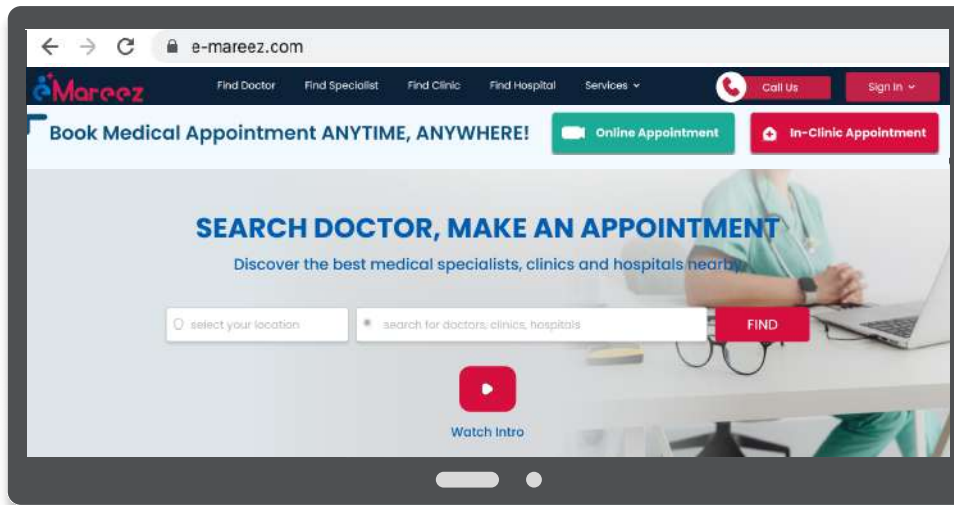 e-mareez.com
eMareez
Find Doctor Find Specialist Find Clinic Find Hospital Services Call Us Sign In
Book Medical Appointment ANYTIME, ANYWHERE! Online Appointment In-Clinic Appointment
SEARCH DOCTOR, MAKE AN APPOINTMENT
Discover the best medical specialists, clinics and hospitals nearby.
select your location search for doctors, clinics, hospitals FIND
Watch Intro